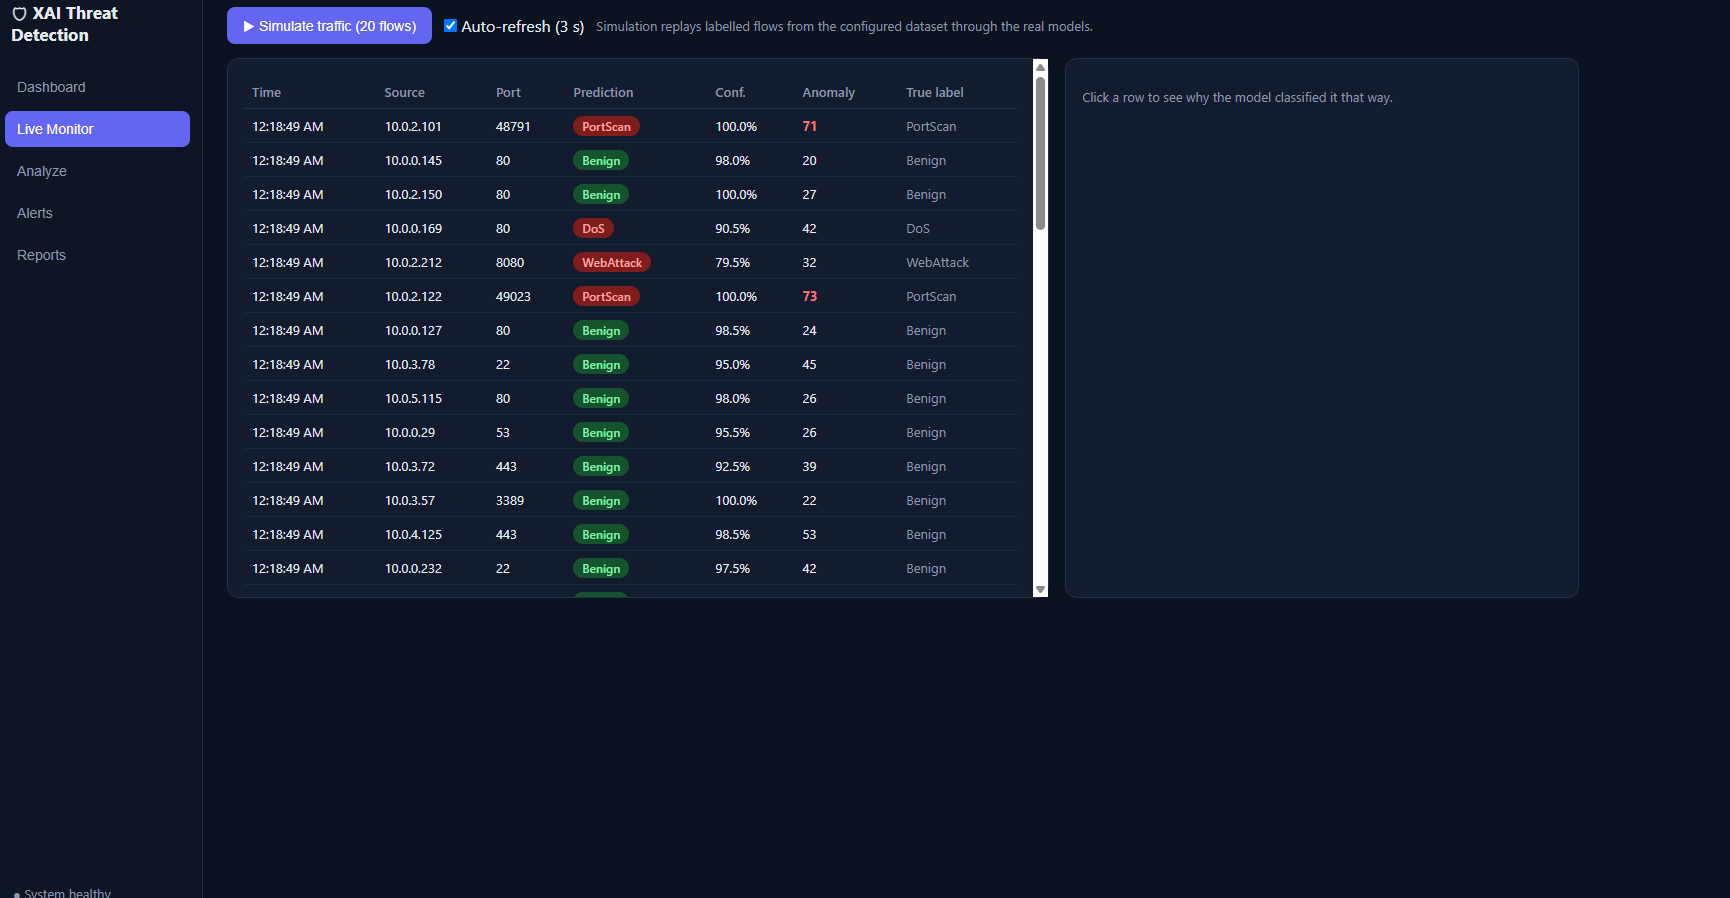 XAI Threat
Detection
Dashboard
Live Monitor
Analyze
Alerts
Reports
System healthy
▶ Simulate traffic (20 flows) Auto-refresh (3 s) Simulation replays labelled flows from the configured dataset through the real models.
Time Source Port Prediction Conf. Anomaly True label
12:18:49 AM 10.0.2.101 48791 PortScan 100.0% 71 PortScan
12:18:49 AM 10.0.0.145 80 Benign 98.0% 20 Benign
12:18:49 AM 10.0.2.150 80 Benign 100.0% 27 Benign
12:18:49 AM 10.0.0.169 80 DoS 90.5% 42 DoS
12:18:49 AM 10.0.2.212 8080 WebAttack 79.5% 32 WebAttack
12:18:49 AM 10.0.2.122 49023 PortScan 100.0% 73 PortScan
12:18:49 AM 10.0.0.127 80 Benign 98.5% 24 Benign
12:18:49 AM 10.0.3.78 22 Benign 95.0% 45 Benign
12:18:49 AM 10.0.5.115 80 Benign 98.0% 26 Benign
12:18:49 AM 10.0.0.29 53 Benign 95.5% 26 Benign
12:18:49 AM 10.0.3.72 443 Benign 92.5% 39 Benign
12:18:49 AM 10.0.3.57 3389 Benign 100.0% 22 Benign
12:18:49 AM 10.0.4.125 443 Benign 98.5% 53 Benign
12:18:49 AM 10.0.0.232 22 Benign 97.5% 42 Benign
Click a row to see why the model classified it that way.